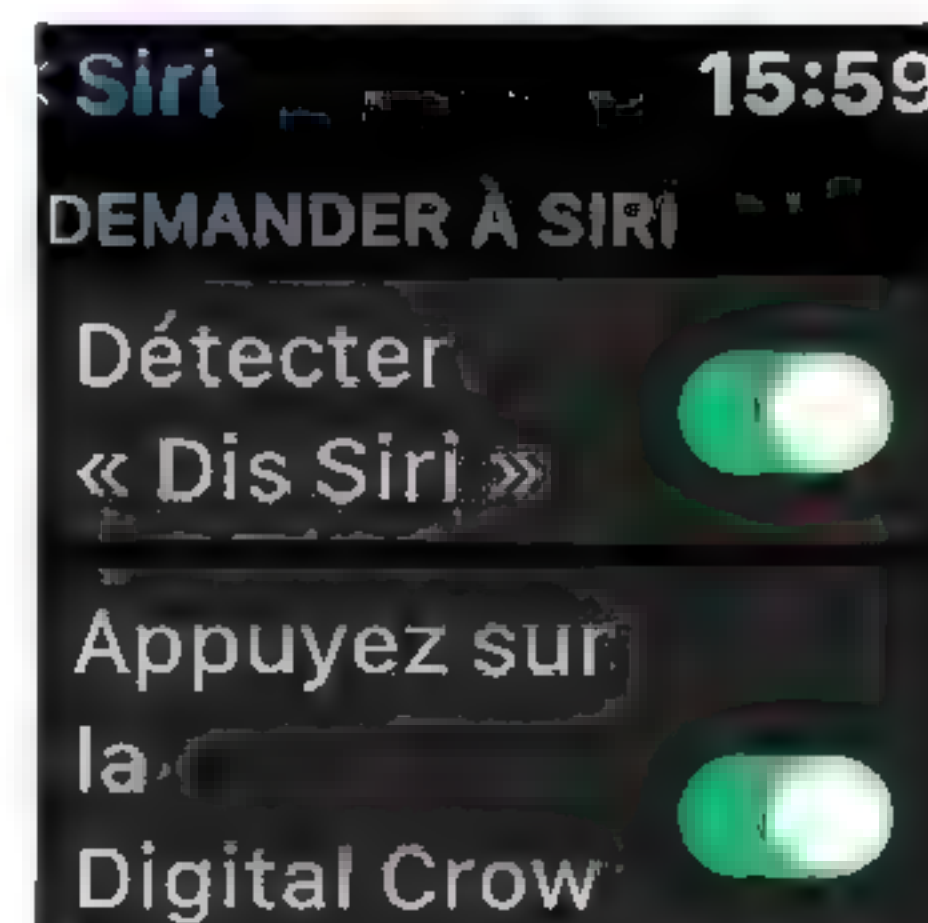 Siri 15:59
DEMANDER À SIRI
Détecter
« Dis Siri »
Appuyez sur
la
Digital Crow